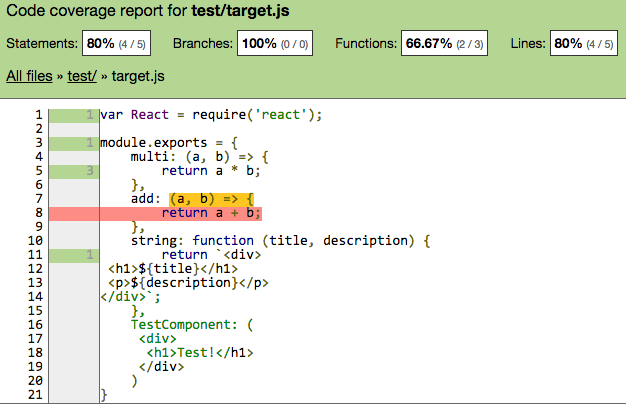 Code coverage report for test/target.js
Statements: 80% (4 / 5) Branches: 100% (0 / 0) Functions: 66.67% (2 / 3) Lines: 80% (4 / 5)
All files » test/ » target.js
1 1 var React = require('react');
2
3 1 module.exports = {
4     multi: (a, b) => {
5 3         return a * b;
6     },
7     add: (a, b) => {
8         return a + b;
9     },
10     string: function (title, description) {
11 1         return `<div>
12  <h1>${title}</h1>
13  <p>${description}</p>
14 </div>`;
15     },
16     TestComponent: (
17      <div>
18       <h1>Test!</h1>
19      </div>
20     )
21 }